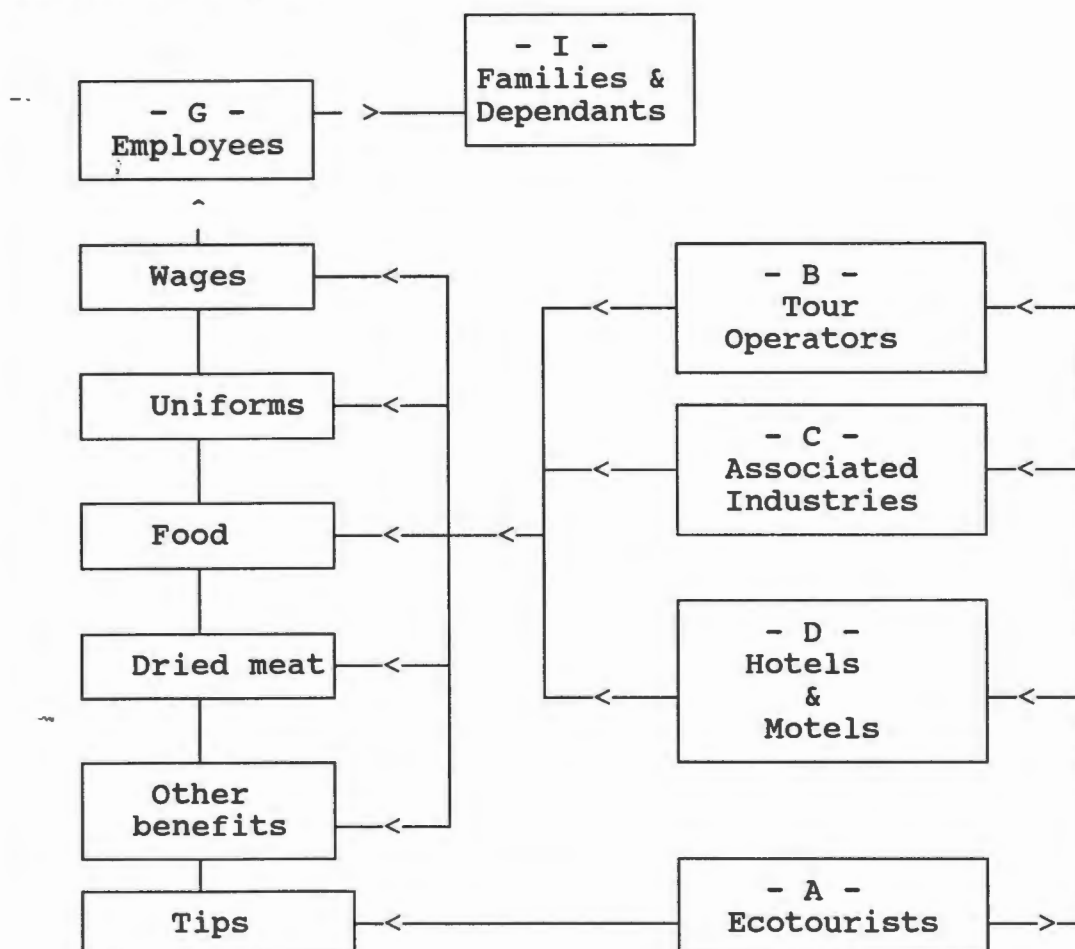 - I -
Families &
Dependants
- G -
Employees
Wages
Uniforms
Food
Dried meat
Other
benefits
Tips
- B -
Tour
Operators
- C -
Associated
Industries
- D -
Hotels
&
Motels
- A -
Ecotourists